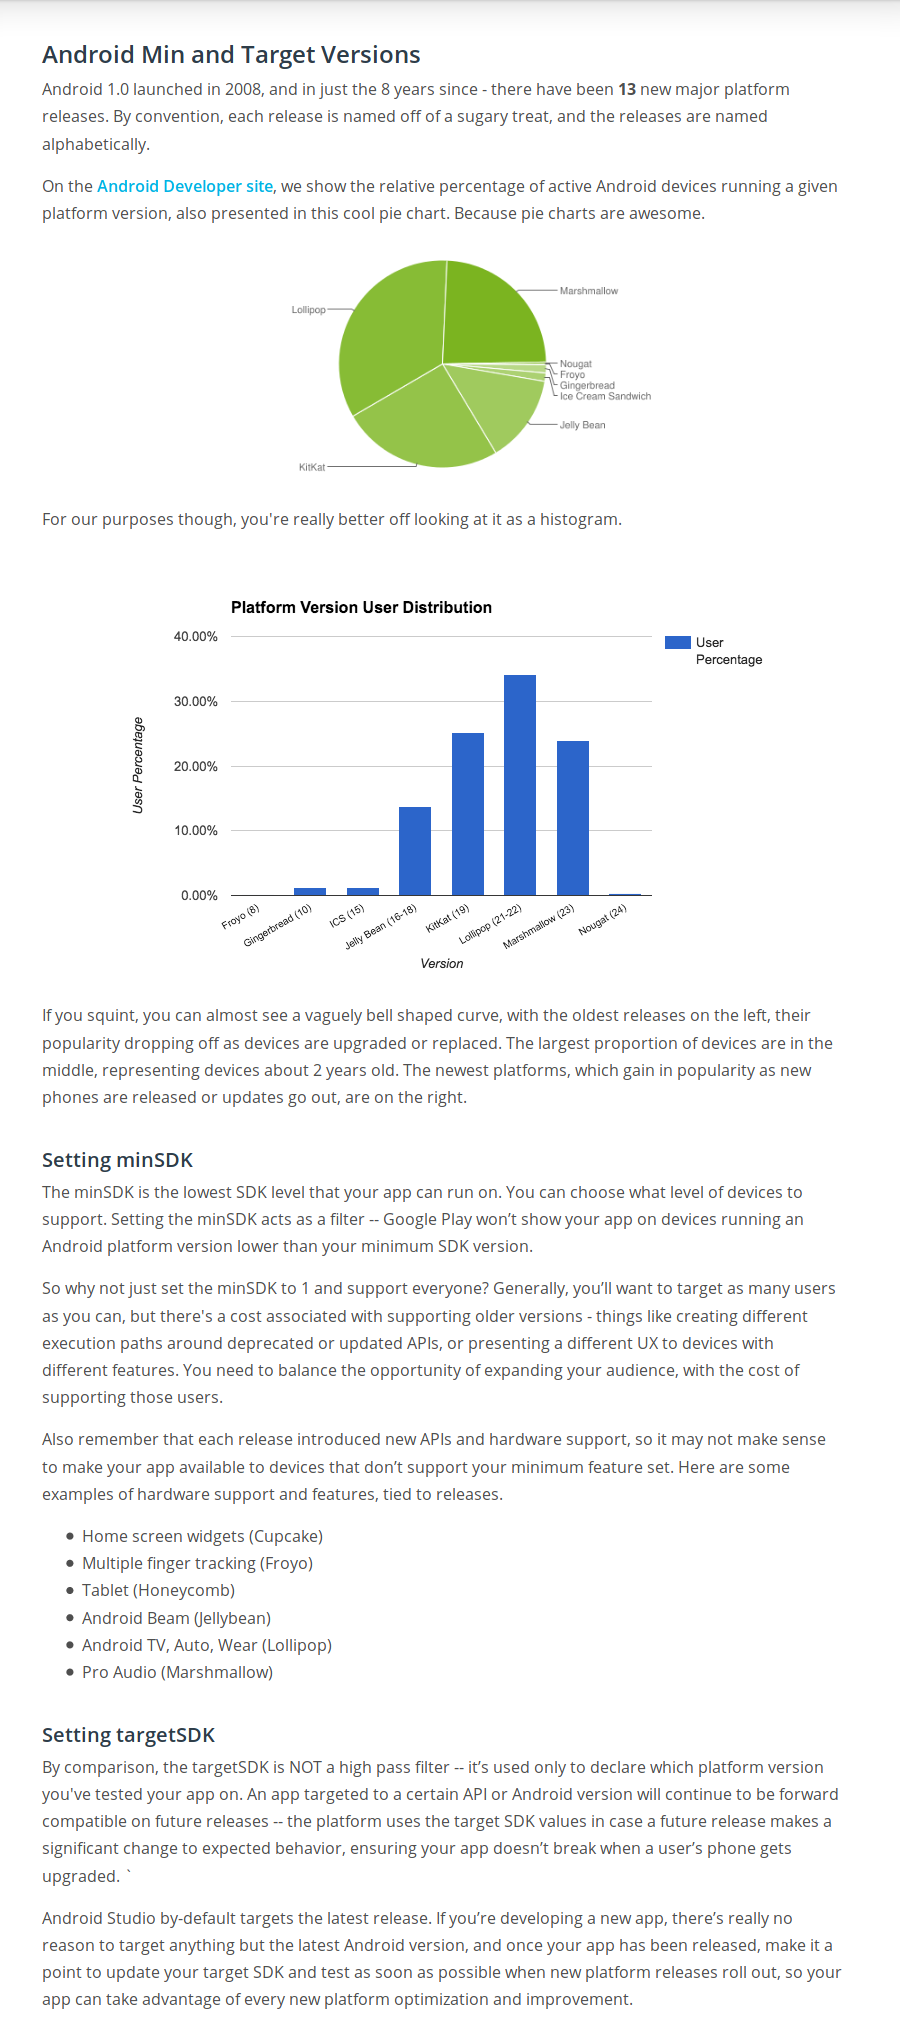 Android Min and Target Versions
Android 1.0 launched in 2008, and in just the 8 years since - there have been 13 new major platform
releases. By convention, each release is named off of a sugary treat, and the releases are named
alphabetically.
On the Android Developer site, we show the relative percentage of active Android devices running a given
platform version, also presented in this cool pie chart. Because pie charts are awesome.
Marshmallow
Lollipop
Nougat
Froyo
Gingerbread
Ice Cream Sandwich
Jelly Bean
KitKat
For our purposes though, you're really better off looking at it as a histogram.
Platform Version User Distribution
40.00%
User
Percentage
30.00%
20.00%
10.00%
0.00%
User Percentage
Froyo (8)
Gingerbread (10)
ICS (15)
Jelly Bean (16-18)
KitKat (19)
Lollipod (21-22)
Marshmallow (23)
Nougat (24)
Version
If you squint, you can almost see a vaguely bell shaped curve, with the oldest releases on the left, their
popularity dropping off as devices are upgraded or replaced. The largest proportion of devices are in the
middle, representing devices about 2 years old. The newest platforms, which gain in popularity as new
phones are released or updates go out, are on the right.
Setting minSDK
The minSDK is the lowest SDK level that your app can run on. You can choose what level of devices to
support. Setting the minSDK acts as a filter -- Google Play won’t show your app on devices running an
Android platform version lower than your minimum SDK version.
So why not just set the minSDK to 1 and support everyone? Generally, you’ll want to target as many users
as you can, but there's a cost associated with supporting older versions - things like creating different
execution paths around deprecated or updated APIs, or presenting a different UX to devices with
different features. You need to balance the opportunity of expanding your audience, with the cost of
supporting those users.
Also remember that each release introduced new APIs and hardware support, so it may not make sense
to make your app available to devices that don’t support your minimum feature set. Here are some
examples of hardware support and features, tied to releases.
• Home screen widgets (Cupcake)
• Multiple finger tracking (Froyo)
• Tablet (Honeycomb)
• Android Beam (Jellybean)
• Android TV, Auto, Wear (Lollipop)
• Pro Audio (Marshmallow)
Setting targetSDK
By comparison, the targetSDK is NOT a high pass filter -- it’s used only to declare which platform version
you've tested your app on. An app targeted to a certain API or Android version will continue to be forward
compatible on future releases -- the platform uses the target SDK values in case a future release makes a
significant change to expected behavior, ensuring your app doesn’t break when a user’s phone gets
upgraded. `
Android Studio by-default targets the latest release. If you’re developing a new app, there’s really no
reason to target anything but the latest Android version, and once your app has been released, make it a
point to update your target SDK and test as soon as possible when new platform releases roll out, so your
app can take advantage of every new platform optimization and improvement.